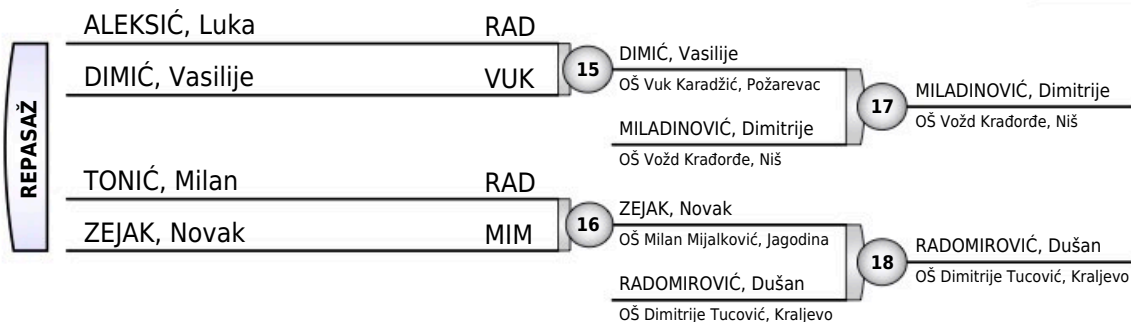 REPASAŽ
ALEKSIĆ, Luka RAD
DIMIĆ, Vasilije VUK
15
DIMIĆ, Vasilije
OŠ Vuk Karadžić, Požarevac
MILADINOVIĆ, Dimitrije
OŠ Vožd Krađorđe, Niš
17
MILADINOVIĆ, Dimitrije
OŠ Vožd Krađorđe, Niš
TONIĆ, Milan RAD
ZEJAK, Novak MIM
16
ZEJAK, Novak
OŠ Milan Mijalković, Jagodina
RADOMIROVIĆ, Dušan
OŠ Dimitrije Tucović, Kraljevo
18
RADOMIROVIĆ, Dušan
OŠ Dimitrije Tucović, Kraljevo